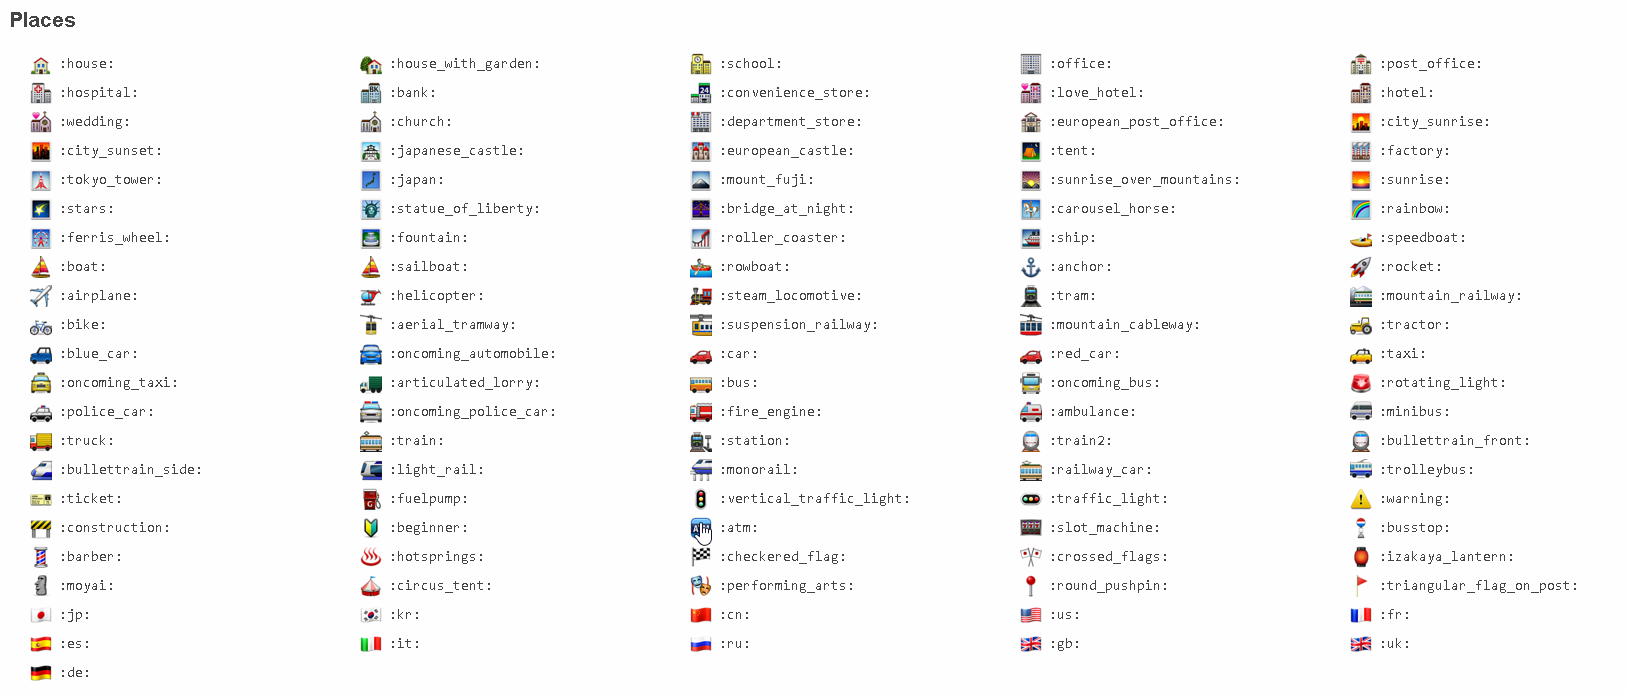 Places
:house: :house_with_garden: :school: :office: :post_office:
:hospital: :bank: :convenience_store: :love_hotel: :hotel:
:wedding: :church: :department_store: :european_post_office: :city_sunrise:
:city_sunset: :japanese_castle: :european_castle: :tent: :factory:
:tokyo_tower: :japan: :mount_fuji: :sunrise_over_mountains: :sunrise:
:stars: :statue_of_liberty: :bridge_at_night: :carousel_horse: :rainbow:
:ferris_wheel: :fountain: :roller_coaster: :ship: :speedboat:
:boat: :sailboat: :rowboat: :anchor: :rocket:
:airplane: :helicopter: :steam_locomotive: :tram: :mountain_railway:
:bike: :aerial_tramway: :suspension_railway: :mountain_cableway: :tractor:
:blue_car: :oncoming_automobile: :car: :red_car: :taxi:
:oncoming_taxi: :articulated_lorry: :bus: :oncoming_bus: :rotating_light:
:police_car: :oncoming_police_car: :fire_engine: :ambulance: :minibus:
:truck: :train: :station: :train2: :bullettrain_front:
:bullettrain_side: :light_rail: :monorail: :railway_car: :trolleybus:
:ticket: :fuelpump: :vertical_traffic_light: :traffic_light: :warning:
:construction: :beginner: :atm: :slot_machine: :busstop:
:barber: :hotsprings: :checkered_flag: :crossed_flags: :izakaya_lantern:
:moyai: :circus_tent: :performing_arts: :round_pushpin: :triangular_flag_on_post:
:jp: :kr: :cn: :us: :fr:
:es: :it: :ru: :gb: :uk:
:de: